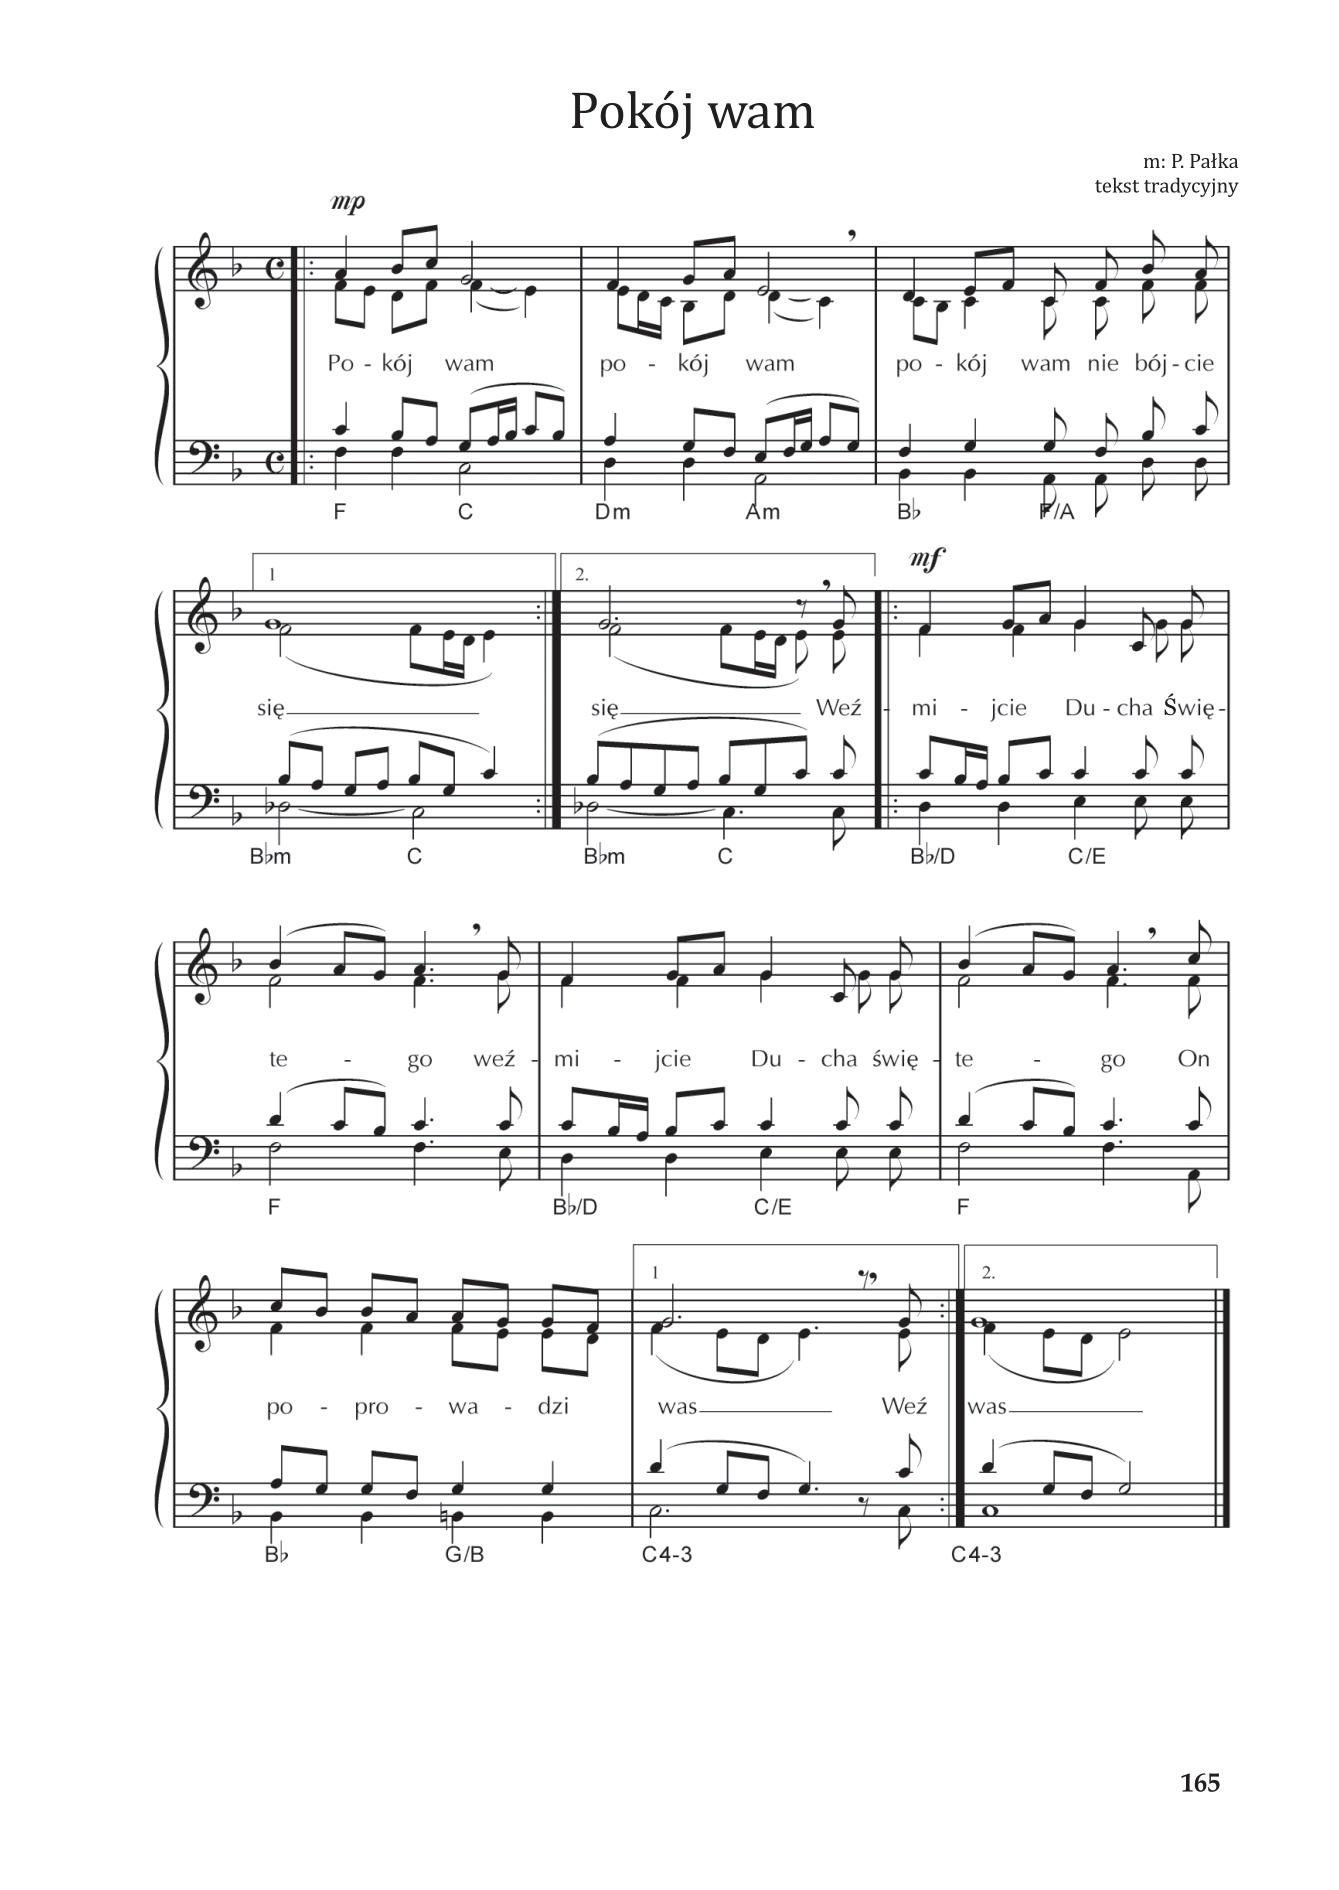 Pokój wam
m: P. Pałka
tekst tradycyjny
mp
Po - kój wam po - kój wam po - kój wam nie bój - cie
F C Dm Am B♭ F/A
1 2. mf
się się Weź - mi - jcie Du - cha Świę -
B♭m C B♭m C B♭/D C/E
te - go weź - mi - jcie Du - cha świę - te - go On
F B♭/D C/E F
1 2.
po - pro - wa - dzi was Weź was
B♭ G/B C4-3 C4-3
165